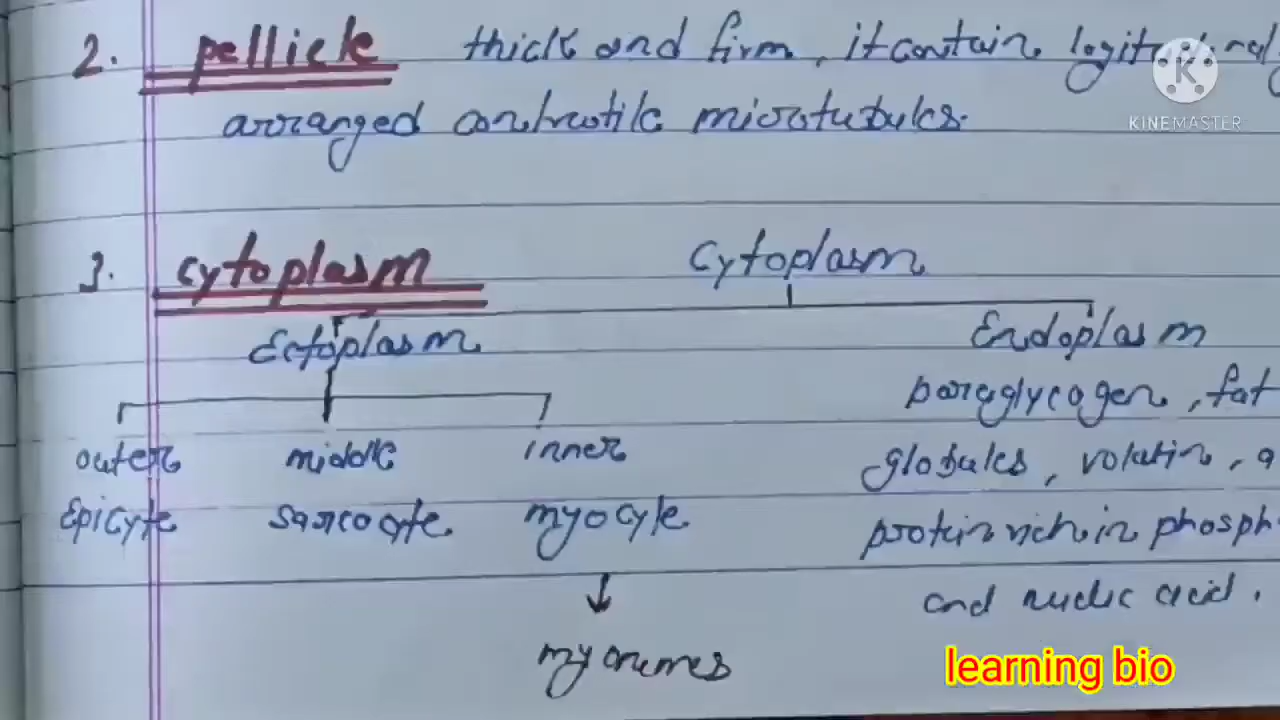 2. pellicle thick and firm, it contain
KINEMASTER
arranged contractile microtubules.
3. cytoplasm Cytoplasm
Ectoplasm Endoplasm
paraglycogen, fat
outer middle inner globules, volutin, a
Epicyte sarcocyte myocyte protein rich in phosph
and nucleic acid.
myonemes
learning bio